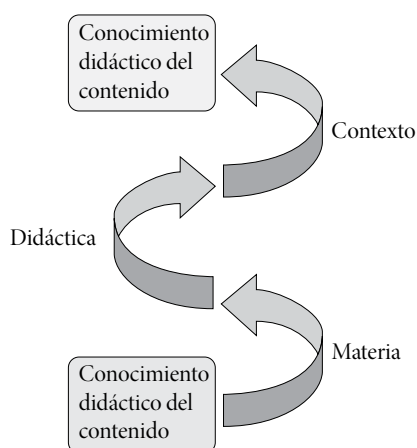 Conocimiento
didáctico del
contenido
Contexto
Didáctica
Materia
Conocimiento
didáctico del
contenido